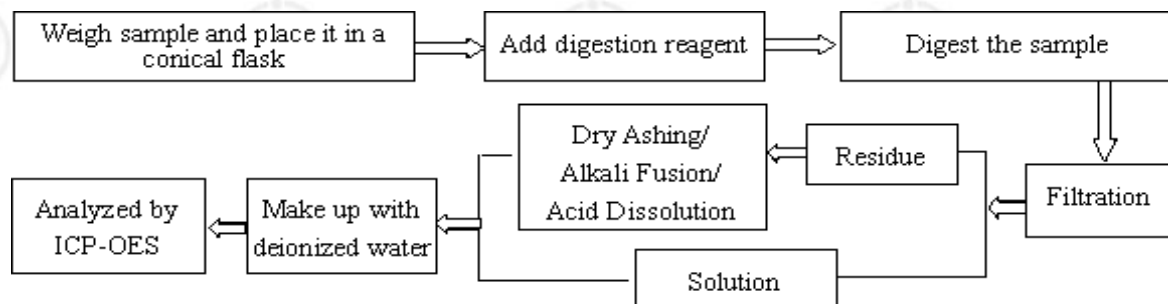 Weigh sample and place it in a
conical flask
Add digestion reagent
Digest the sample
Filtration
Residue
Dry Ashing/
Alkali Fusion/
Acid Dissolution
Solution
Make up with
deionized water
Analyzed by
ICP-OES